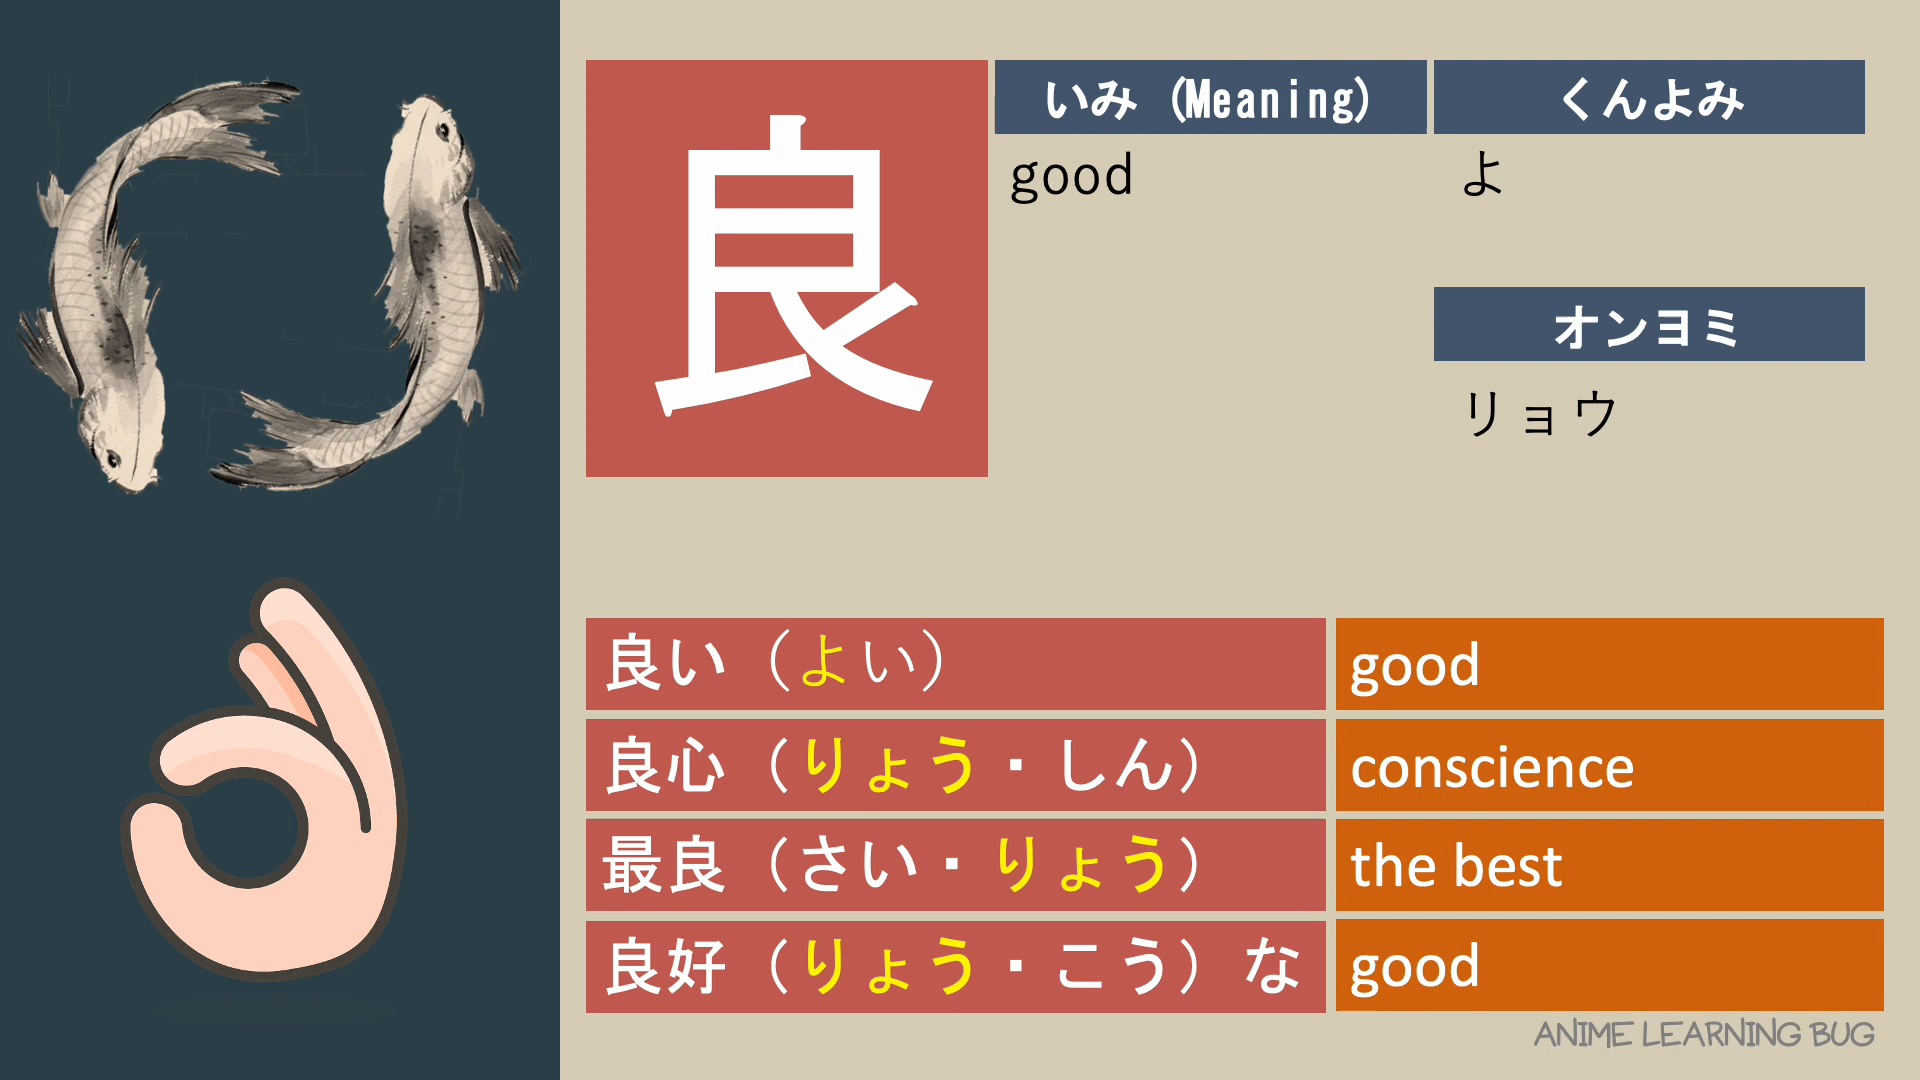 良
いみ (Meaning)
good
くんよみ
よ
オンヨミ
リョウ
良い（よい）
good
良心（りょう・しん）
conscience
最良（さい・りょう）
the best
良好（りょう・こう）な
good
ANIME LEARNING BUG